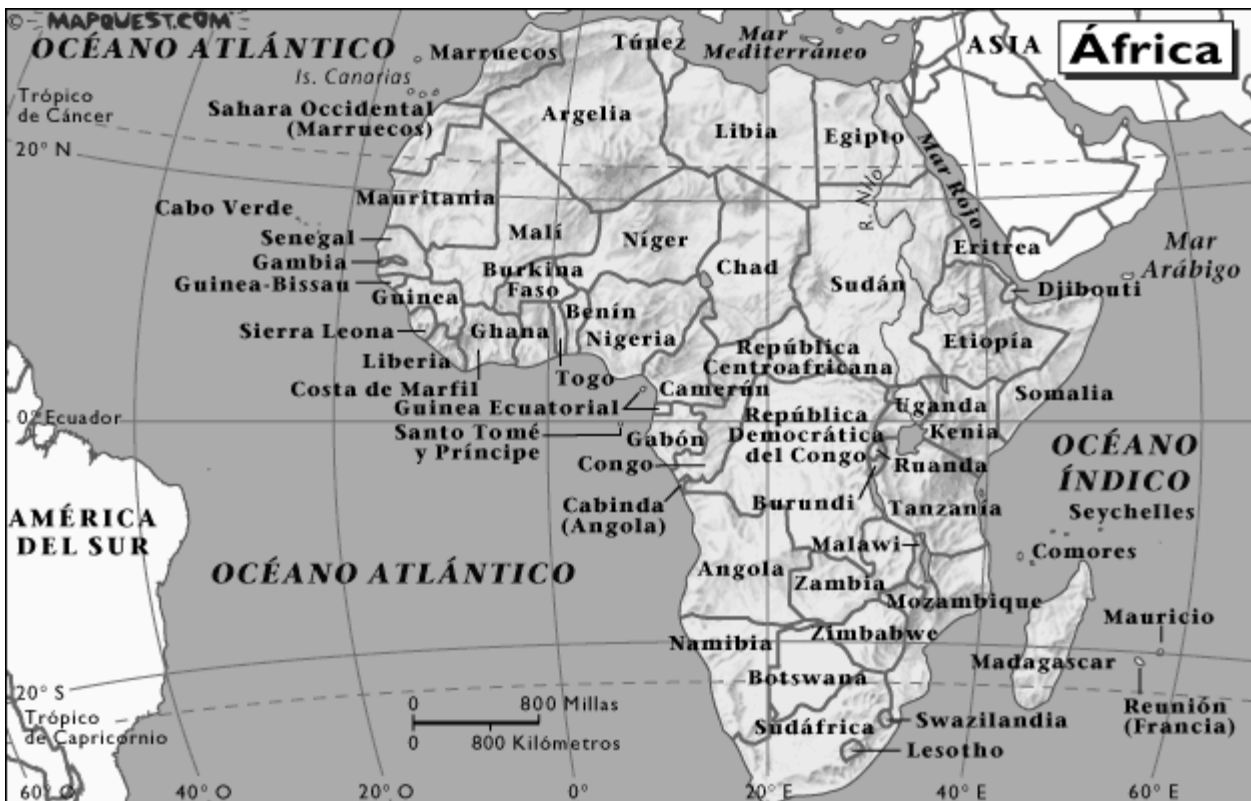 © MAPQUEST.COM
África
OCÉANO ATLÁNTICO
Marruecos
Túnez
Mar
Mediterráneo
ASIA
Is. Canarias
Trópico
de Cáncer
Sahara Occidental
(Marruecos)
Argelia
Libia
Egipto
20° N
Mar Rojo
R. Nilo
Mauritania
Cabo Verde
Malí
Níger
Chad
Sudán
Eritrea
Mar
Arábigo
Senegal
Gambia
Guinea-Bissau
Burkina
Faso
Djibouti
Guinea
Benín
Sierra Leona
Ghana
Nigeria
Etiopía
Liberia
República
Centroafricana
Costa de Marfil
Togo
Camerún
Somalia
0° Ecuador
Guinea Ecuatorial
Uganda
Santo Tomé
y Príncipe
Gabón
República
Democrática
del Congo
Kenia
OCÉANO
ÍNDICO
Congo
Ruanda
Cabinda
(Angola)
Burundi
Tanzanía
Seychelles
AMÉRICA
DEL SUR
Malawi
Comores
OCÉANO ATLÁNTICO
Angola
Zambia
Mozambique
Mauricio
Namibia
Zimbabwe
Madagascar
Botswana
20° S
Reunión
(Francia)
Trópico
de Capricornio
0 800 Millas
0 800 Kilómetros
Sudáfrica
Swazilandia
Lesotho
60° O
40° O
0°
20° E
40° E
60° E